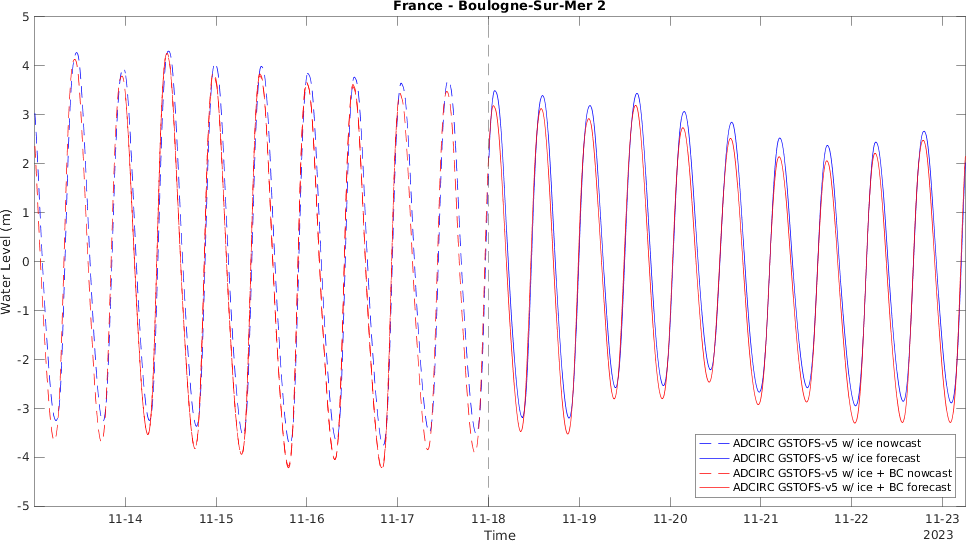 France - Boulogne-Sur-Mer 2
5
4
3
2
1
0
-1
-2
-3
-4
-5
Water Level (m)
ADCIRC GSTOFS-v5 w/ ice nowcast
ADCIRC GSTOFS-v5 w/ ice forecast
ADCIRC GSTOFS-v5 w/ ice + BC nowcast
ADCIRC GSTOFS-v5 w/ ice + BC forecast
11-14 11-15 11-16 11-17 11-18 11-19 11-20 11-21 11-22 11-23
Time
2023